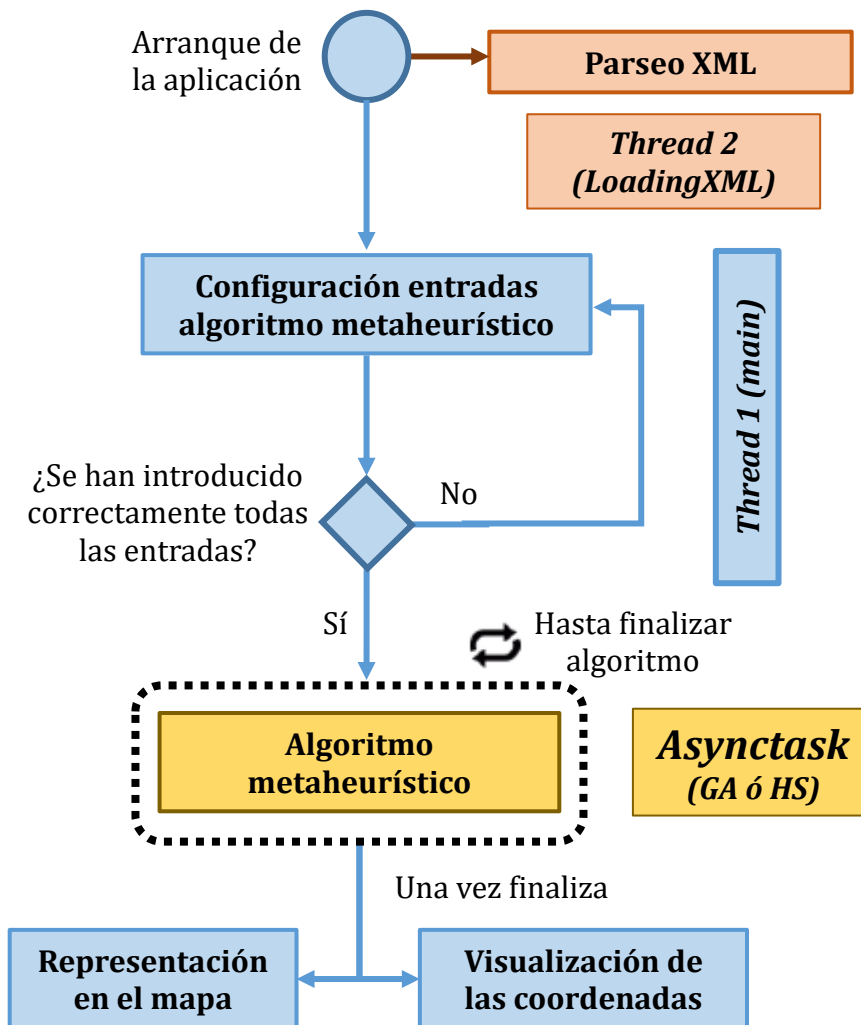 Arranque de
la aplicación
Parseo XML
Thread 2
(LoadingXML)
Configuración entradas
algoritmo metaheurístico
Thread 1 (main)
¿Se han introducido
correctamente todas
las entradas?
No
Sí
Hasta finalizar
algoritmo
Algoritmo
metaheurístico
Asynctask
(GA ó HS)
Una vez finaliza
Representación
en el mapa
Visualización de
las coordenadas